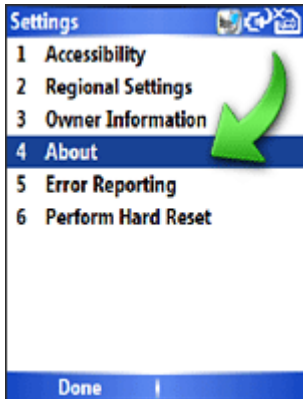 Settings
1 Accessibility
2 Regional Settings
3 Owner Information
4 About
5 Error Reporting
6 Perform Hard Reset
Done